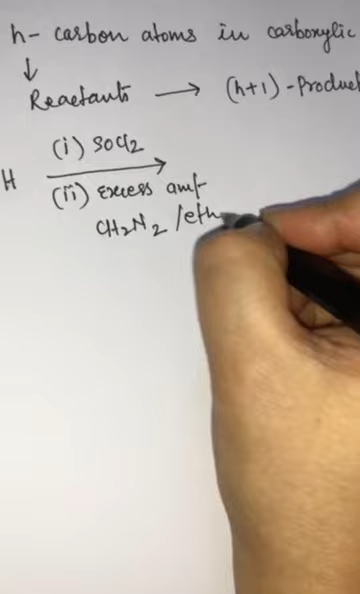 n- carbon atoms in carboxylic
↓
Reactants → (n+1) - Product
(i) SOCl2
H →
(ii) excess amt
CH2N2 /eth